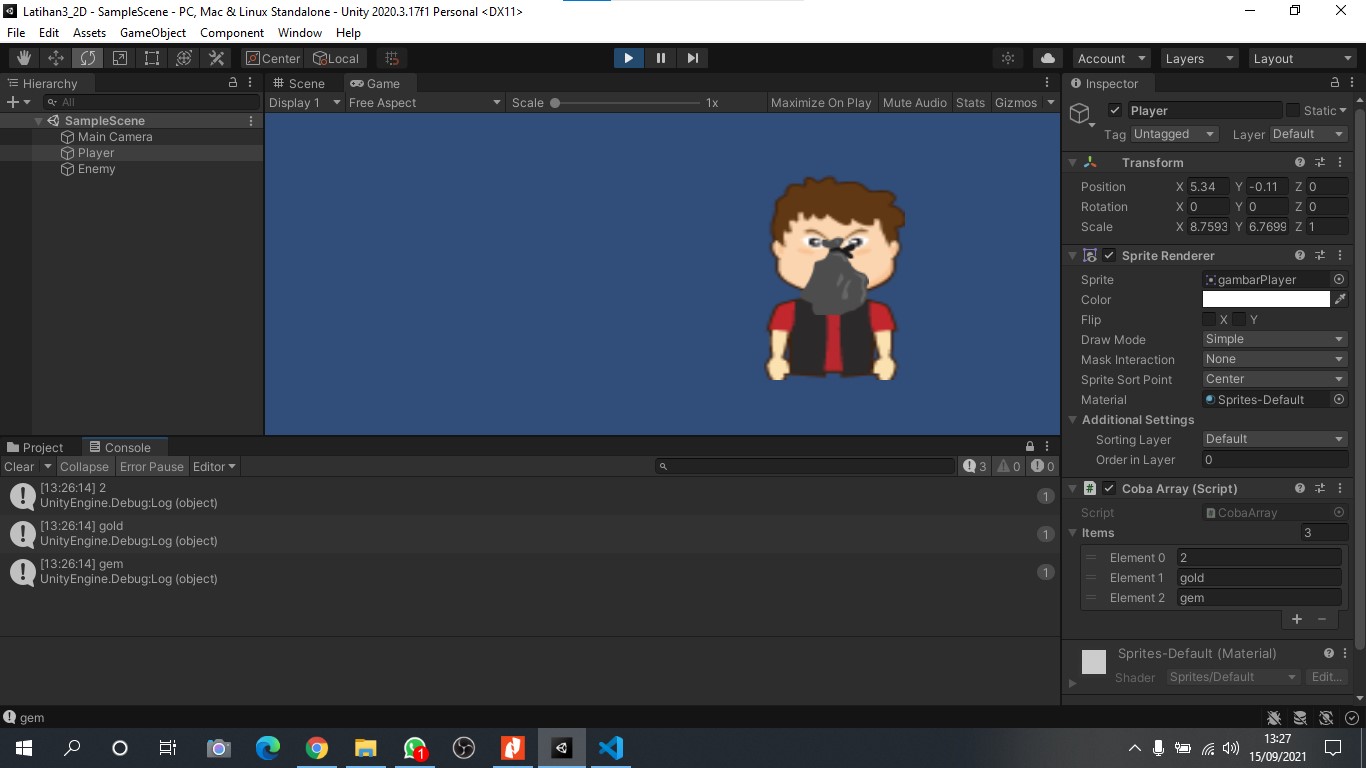 Latihan3_2D - SampleScene - PC, Mac & Linux Standalone - Unity 2020.3.17f1 Personal <DX11>
File Edit Assets GameObject Component Window Help
Center Local Account Layers Layout
Hierarchy
All
SampleScene
Main Camera
Player
Enemy
Scene Game
Display 1 Free Aspect Scale 1x Maximize On Play Mute Audio Stats Gizmos
Project Console
Clear Collapse Error Pause Editor 3 0 0
[13:26:14] 2
UnityEngine.Debug:Log (object)
1
[13:26:14] gold
UnityEngine.Debug:Log (object)
1
[13:26:14] gem
UnityEngine.Debug:Log (object)
1
Inspector
Player Static
Tag Untagged Layer Default
Transform
Position X 5.34 Y -0.11 Z 0
Rotation X 0 Y 0 Z 0
Scale X 8.7593 Y 6.7699 Z 1
Sprite Renderer
Sprite gambarPlayer
Color
Flip X Y
Draw Mode Simple
Mask Interaction None
Sprite Sort Point Center
Material Sprites-Default
Additional Settings
Sorting Layer Default
Order in Layer 0
# Coba Array (Script)
Script CobaArray
Items 3
Element 0 2
Element 1 gold
Element 2 gem
+ −
Sprites-Default (Material)
Shader Sprites/Default Edit...
gem
1
13:27
15/09/2021